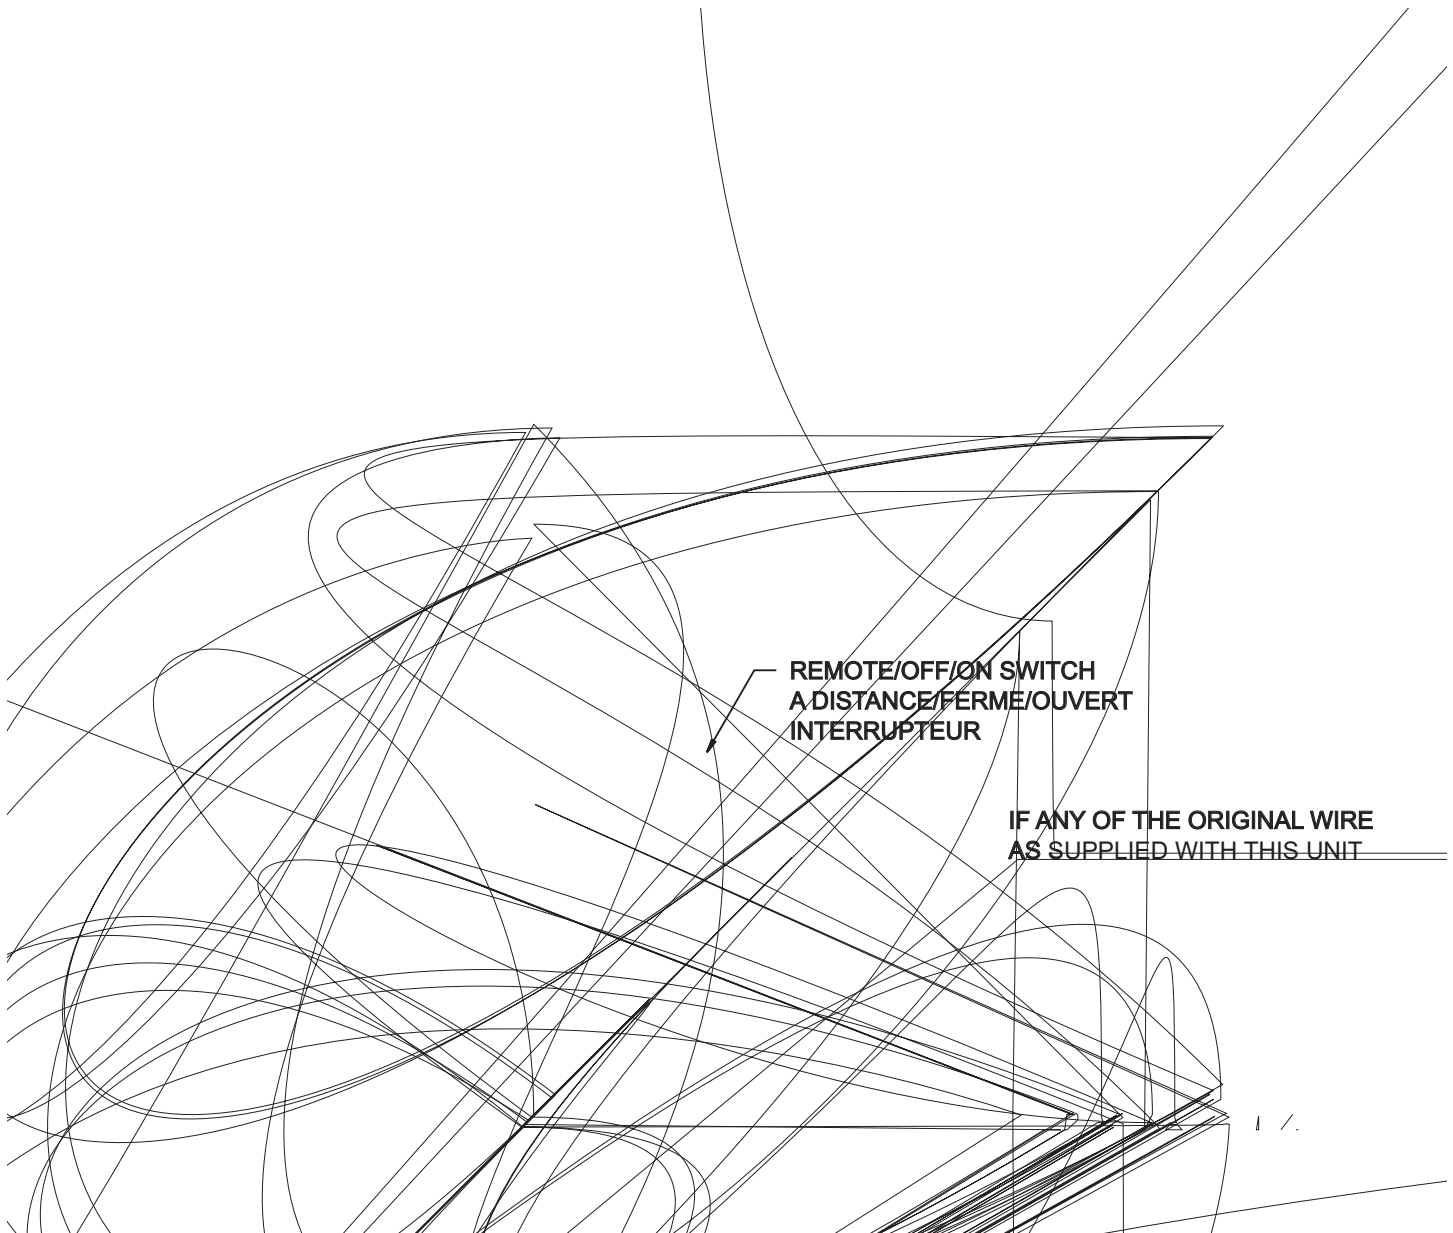 REMOTE/OFF/ON SWITCH
A DISTANCE/FERME/OUVERT
INTERRUPTEUR
IF ANY OF THE ORIGINAL WIRE
AS SUPPLIED WITH THIS UNIT